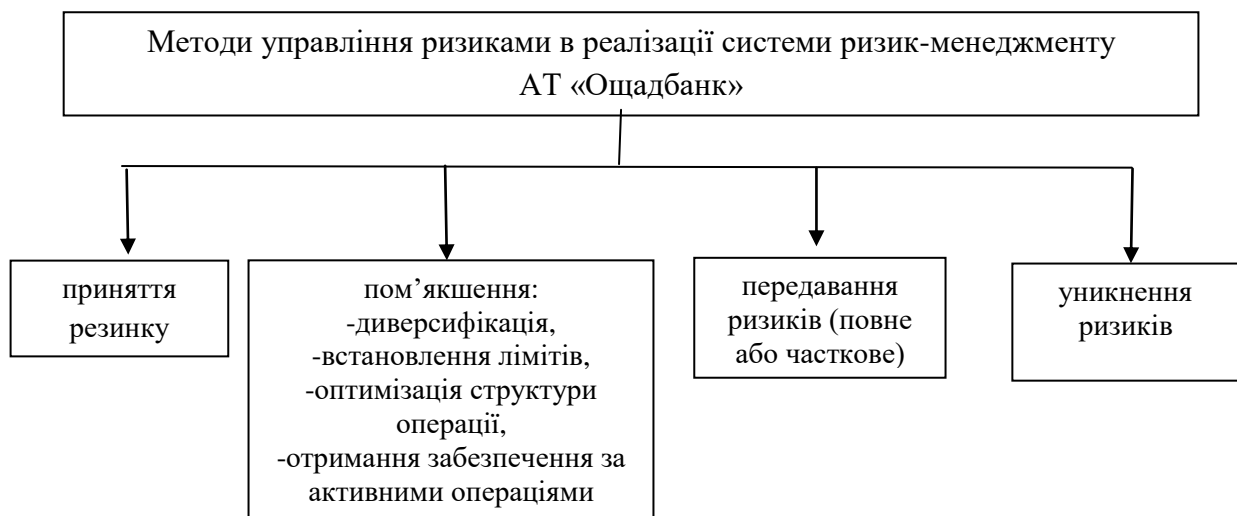 Методи управління ризиками в реалізації системи ризик-менеджменту
АТ «Ощадбанк»
приняття
резинку
пом’якшення:
-диверсифікація,
-встановлення лімітів,
-оптимізація структури
операції,
-отримання забезпечення за
активними операціями
передавання
ризиків (повне
або часткове)
уникнення
ризиків